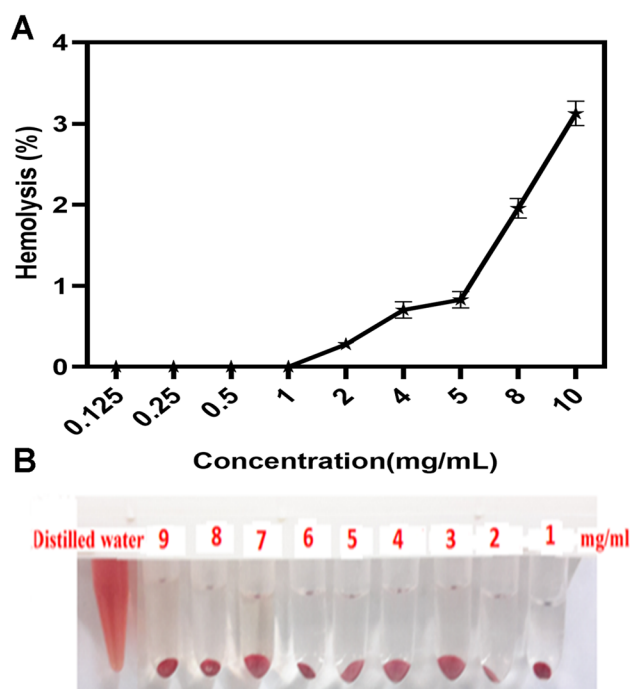 A
4
3
2
1
0
Hemolysis (%)
0.125 0.25 0.5 1 2 4 5 8 10
Concentration(mg/mL)
B
Distilled water 9 8 7 6 5 4 3 2 1 mg/ml